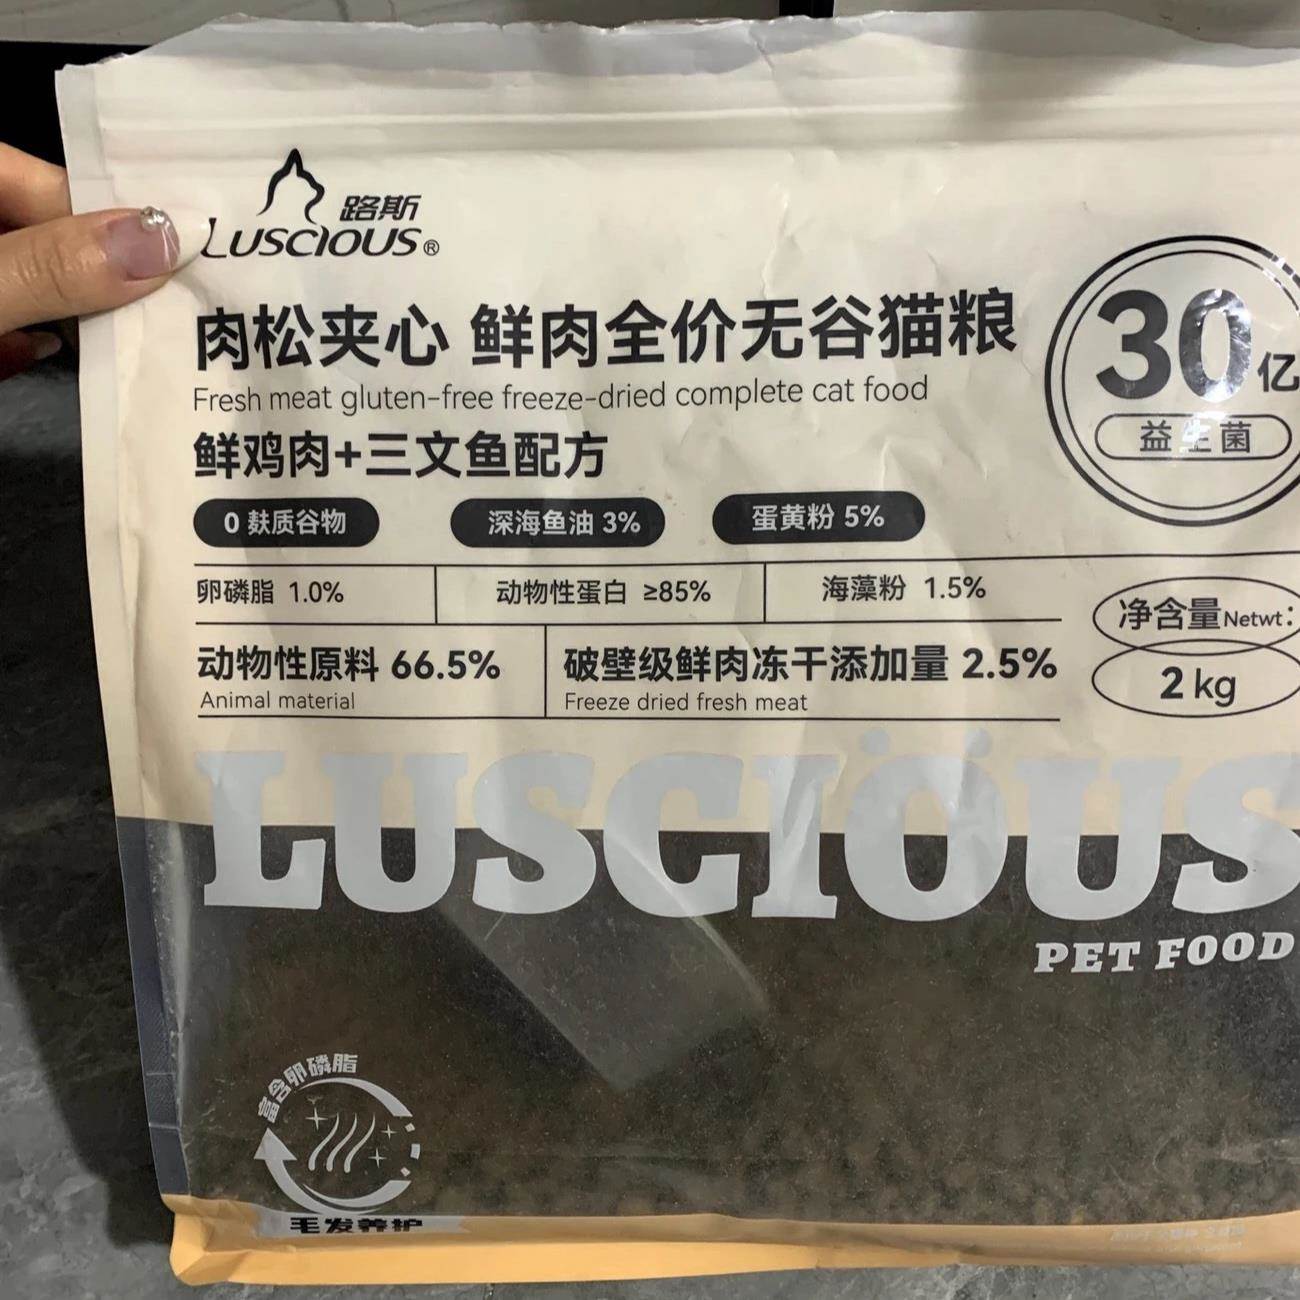 路斯
LUSCIOUS®
肉松夹心 鲜肉全价无谷猫粮
Fresh meat gluten-free freeze-dried complete cat food
鲜鸡肉+三文鱼配方
30亿
益生菌
0 麸质谷物
深海鱼油 3%
蛋黄粉 5%
卵磷脂 1.0%
动物性蛋白 ≥85%
海藻粉 1.5%
净含量Netwt:
2 kg
动物性原料 66.5%
Animal material
破壁级鲜肉冻干添加量 2.5%
Freeze dried fresh meat
LUSCIÖUS
PET FOOD
富含卵磷脂
毛发养护